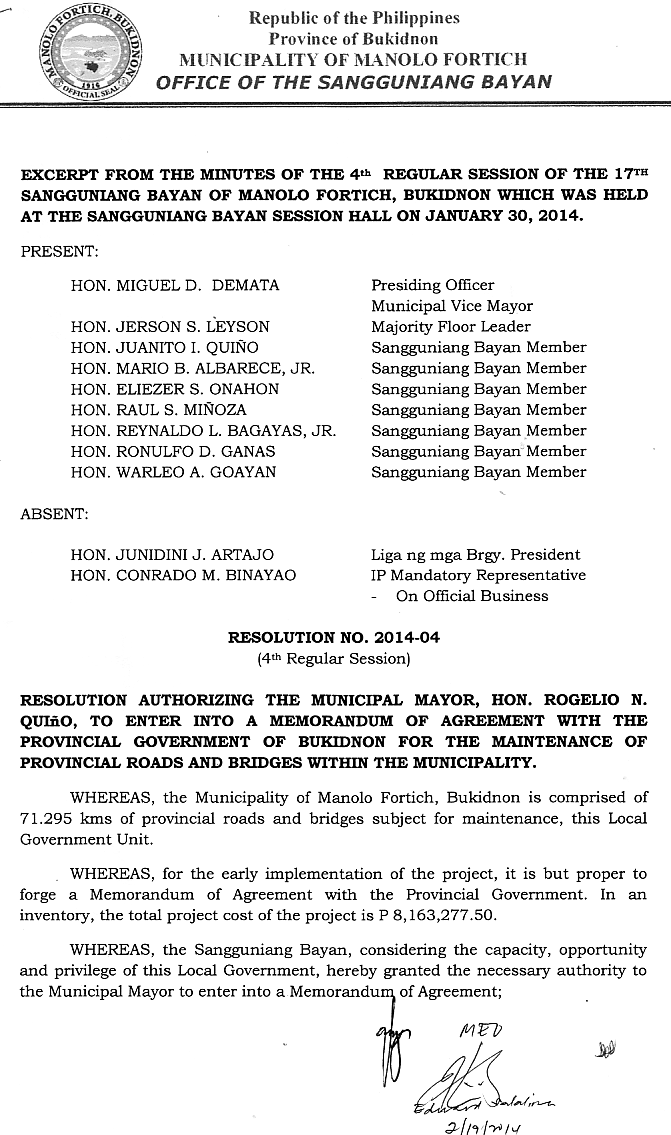 MANOLO FORTICH, BUKIDNON
1916
OFFICIAL SEAL
Republic of the Philippines
Province of Bukidnon
MUNICIPALITY OF MANOLO FORTICH
OFFICE OF THE SANGGUNIANG BAYAN
EXCERPT FROM THE MINUTES OF THE 4th REGULAR SESSION OF THE 17TH
SANGGUNIANG BAYAN OF MANOLO FORTICH, BUKIDNON WHICH WAS HELD
AT THE SANGGUNIANG BAYAN SESSION HALL ON JANUARY 30, 2014.
PRESENT:
HON. MIGUEL D. DEMATA Presiding Officer
Municipal Vice Mayor
HON. JERSON S. LEYSON Majority Floor Leader
HON. JUANITO I. QUIÑO Sangguniang Bayan Member
HON. MARIO B. ALBARECE, JR. Sangguniang Bayan Member
HON. ELIEZER S. ONAHON Sangguniang Bayan Member
HON. RAUL S. MIÑOZA Sangguniang Bayan Member
HON. REYNALDO L. BAGAYAS, JR. Sangguniang Bayan Member
HON. RONULFO D. GANAS Sangguniang Bayan Member
HON. WARLEO A. GOAYAN Sangguniang Bayan Member
ABSENT:
HON. JUNIDINI J. ARTAJO Liga ng mga Brgy. President
HON. CONRADO M. BINAYAO IP Mandatory Representative
- On Official Business
RESOLUTION NO. 2014-04
(4th Regular Session)
RESOLUTION AUTHORIZING THE MUNICIPAL MAYOR, HON. ROGELIO N.
QUIñO, TO ENTER INTO A MEMORANDUM OF AGREEMENT WITH THE
PROVINCIAL GOVERNMENT OF BUKIDNON FOR THE MAINTENANCE OF
PROVINCIAL ROADS AND BRIDGES WITHIN THE MUNICIPALITY.
WHEREAS, the Municipality of Manolo Fortich, Bukidnon is comprised of
71.295 kms of provincial roads and bridges subject for maintenance, this Local
Government Unit.
WHEREAS, for the early implementation of the project, it is but proper to
forge a Memorandum of Agreement with the Provincial Government. In an
inventory, the total project cost of the project is P 8,163,277.50.
WHEREAS, the Sangguniang Bayan, considering the capacity, opportunity
and privilege of this Local Government, hereby granted the necessary authority to
the Municipal Mayor to enter into a Memorandum of Agreement;
MEO
Edward
2/19/2014